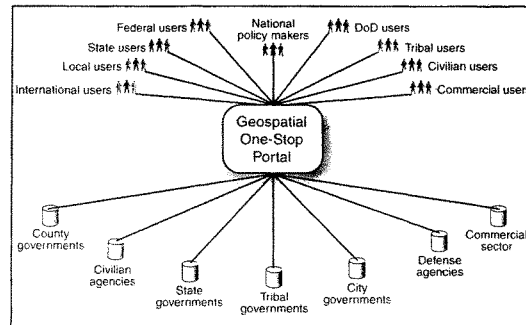 Federal users
National
policy makers
DoD users
State users
Tribal users
Local users
Civilian users
International users
Commercial user
Geospatial
One-Stop
Portal
County
governments
Civilian
agencies
State
governments
Tribal
governments
City
governments
Defense
agencies
Commercial
sector